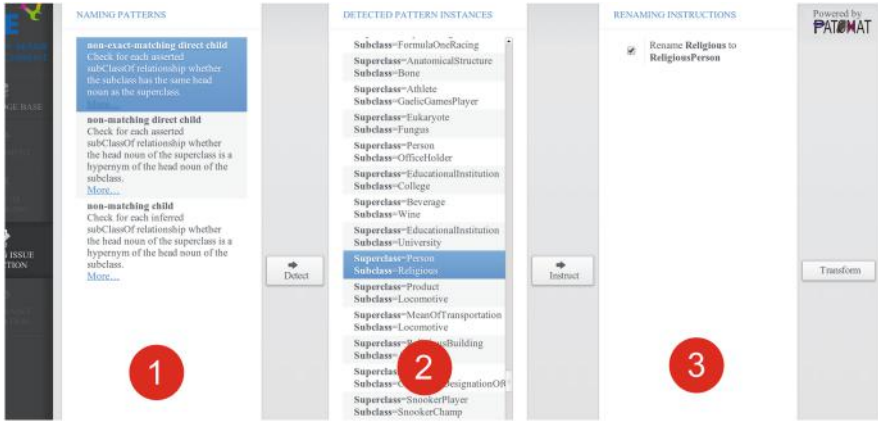 NAMING PATTERNS
non-exact-matching direct child
Check for each asserted
subClassOf relationship whether
the subclass has the same head
noun as the superclass.
More...
non-matching direct child
Check for each asserted
subClassOf relationship whether
the head noun of the superclass is a
hypernym of the head noun of the
subclass.
More...
non-matching child
Check for each inferred
subClassOf relationship whether
the head noun of the superclass is a
hypernym of the head noun of the
subclass.
More...
1
Detect
DETECTED PATTERN INSTANCES
Subclass=FormulaOneRacing
Superclass=AnatomicalStructure
Subclass=Bone
Superclass=Athlete
Subclass=GaelicGamesPlayer
Superclass=Eukaryote
Subclass=Fungus
Superclass=Person
Subclass=OfficeHolder
Superclass=EducationalInstitution
Subclass=College
Superclass=Beverage
Subclass=Wine
Superclass=EducationalInstitution
Subclass=University
Superclass=Person
Subclass=Religious
Superclass=Product
Subclass=Locomotive
Superclass=MeanOfTransportation
Subclass=Locomotive
Superclass=
Subclass=
Subclass=
Superclass=SnookerPlayer
Subclass=SnookerChamp
2
Instruct
RENAMING INSTRUCTIONS
Rename Religious to
ReligiousPerson
3
Powered by
PATOMAT
Transform
GE BASE
ISSUE
TION